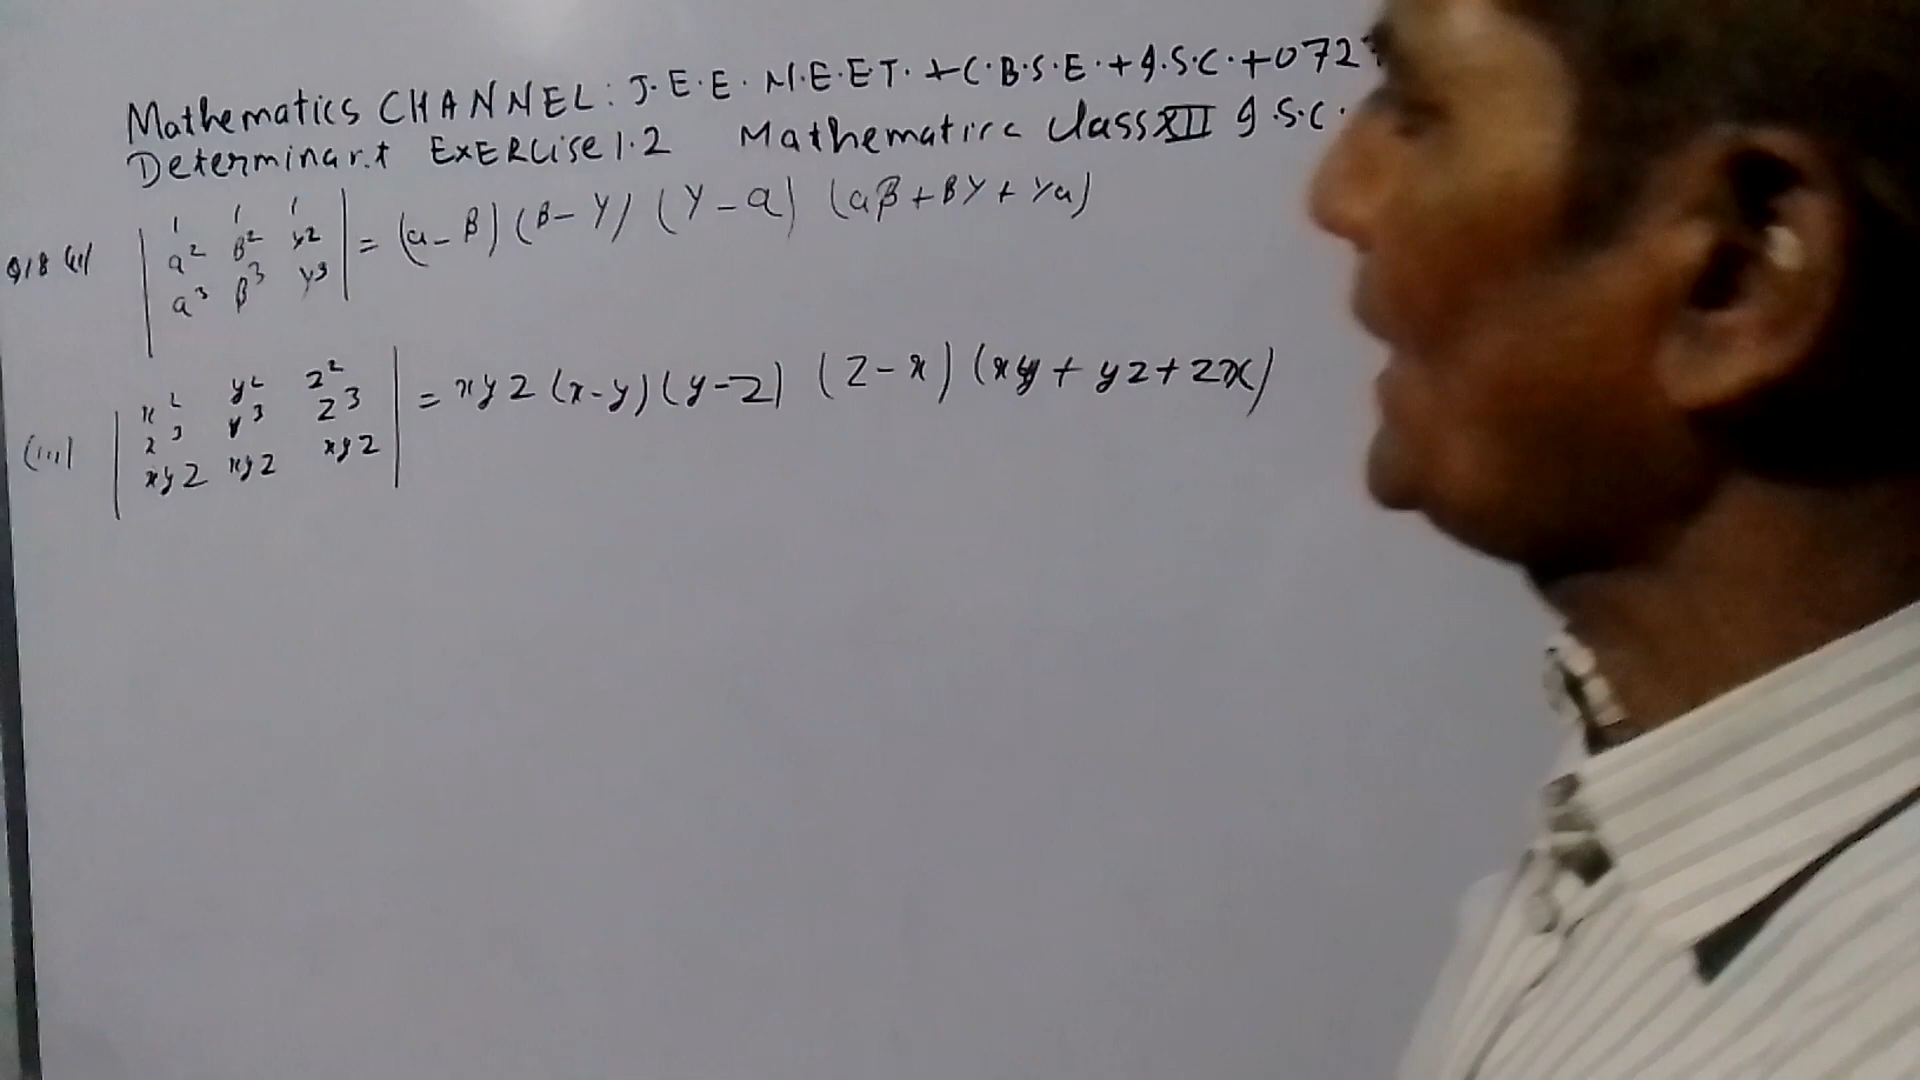 Mathematics CHANNEL: J.E.E. N.E.E.T. + C.B.S.E. + I.S.C. + 072
Determinant EXERCISE 1.2 Mathematics Class XII I.S.C.
Q18 (ii) | 1 1 1 | = (α-β) (β-γ) (γ-α) (αβ+βγ+γα)
α² β² γ²
α³ β³ γ³
(iii) | x² y² z² | = xyz (x-y) (y-z) (z-x) (xy+yz+zx)
x³ y³ z³
xyz xyz xyz